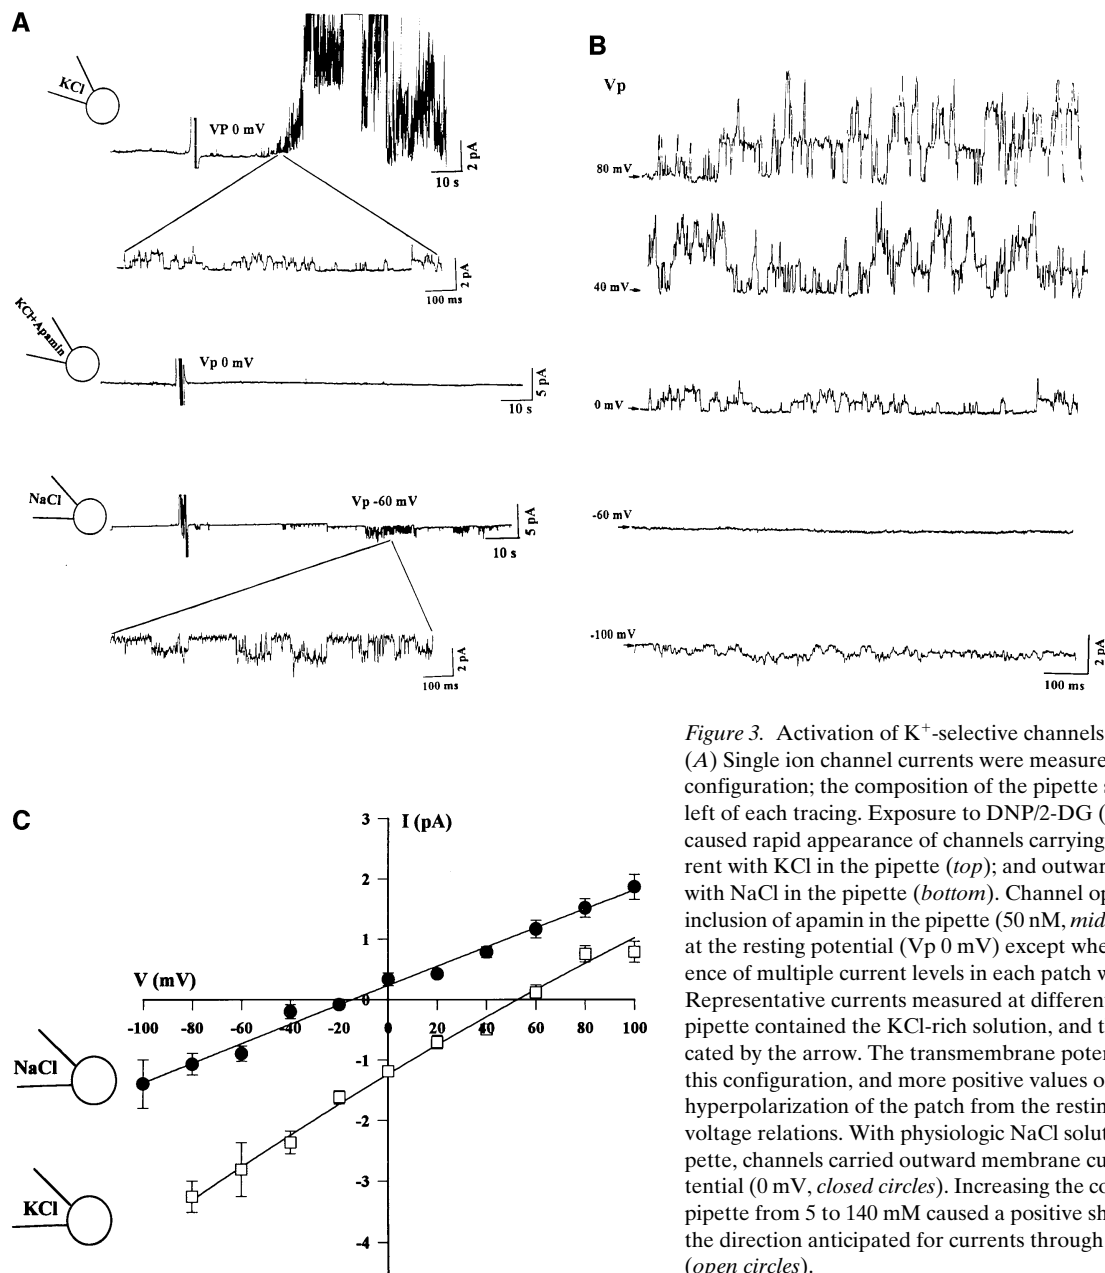 A
KCl
VP 0 mV
2 pA
10 s
2 pA
100 ms
KCl+Apamin
Vp 0 mV
5 pA
10 s
NaCl
Vp -60 mV
5 pA
10 s
2 pA
100 ms
B
Vp
80 mV
40 mV
0 mV
-60 mV
-100 mV
2 pA
100 ms
C
I (pA)
V (mV)
3
2
1
0
-1
-2
-3
-4
-100 -80 -60 -40 -20 0 20 40 60 80 100
NaCl
KCl
Figure 3. Activation of K+-selective channels
(A) Single ion channel currents were measure
configuration; the composition of the pipette s
left of each tracing. Exposure to DNP/2-DG (
caused rapid appearance of channels carrying
rent with KCl in the pipette (top); and outwar
with NaCl in the pipette (bottom). Channel op
inclusion of apamin in the pipette (50 nM, mid
at the resting potential (Vp 0 mV) except whe
ence of multiple current levels in each patch w
Representative currents measured at different
pipette contained the KCl-rich solution, and t
cated by the arrow. The transmembrane poter
this configuration, and more positive values o
hyperpolarization of the patch from the restin
voltage relations. With physiologic NaCl solut
pette, channels carried outward membrane cu
tential (0 mV, closed circles). Increasing the co
pipette from 5 to 140 mM caused a positive sh
the direction anticipated for currents through
(open circles).